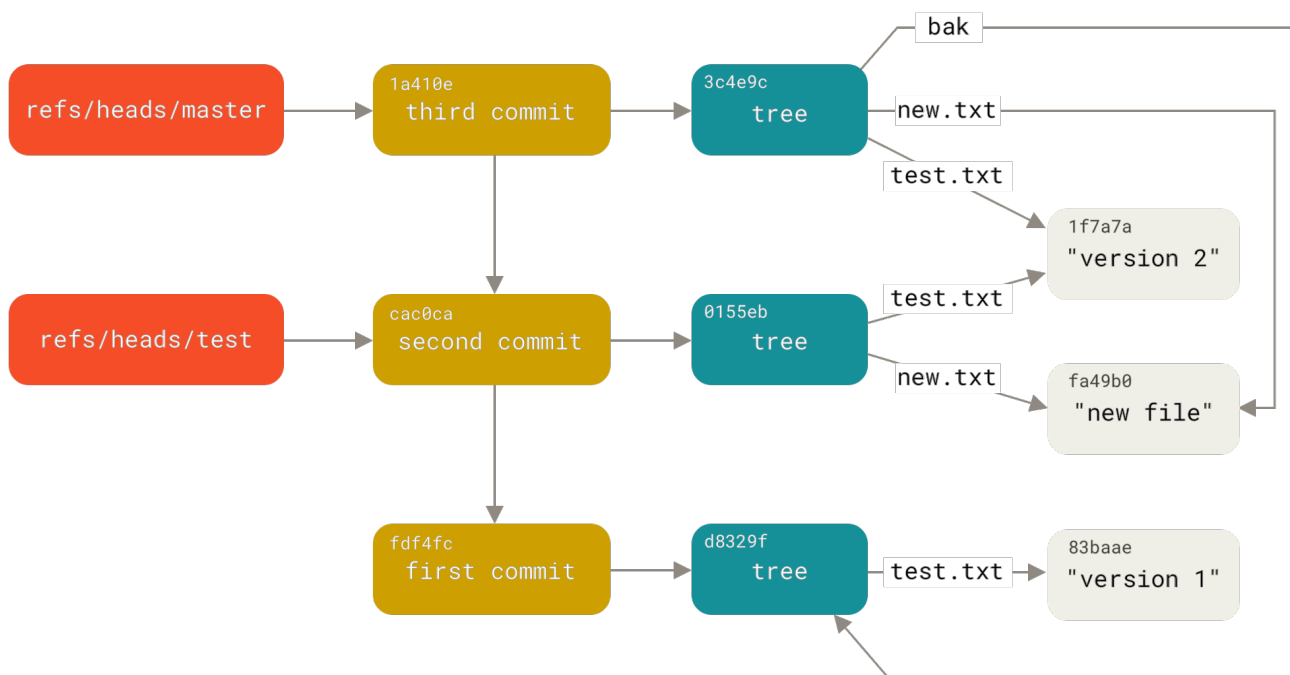 bak
refs/heads/master
1a410e
third commit
3c4e9c
tree
new.txt
test.txt
1f7a7a
"version 2"
refs/heads/test
cac0ca
second commit
0155eb
tree
test.txt
new.txt
fa49b0
"new file"
fdf4fc
first commit
d8329f
tree
test.txt
83baae
"version 1"